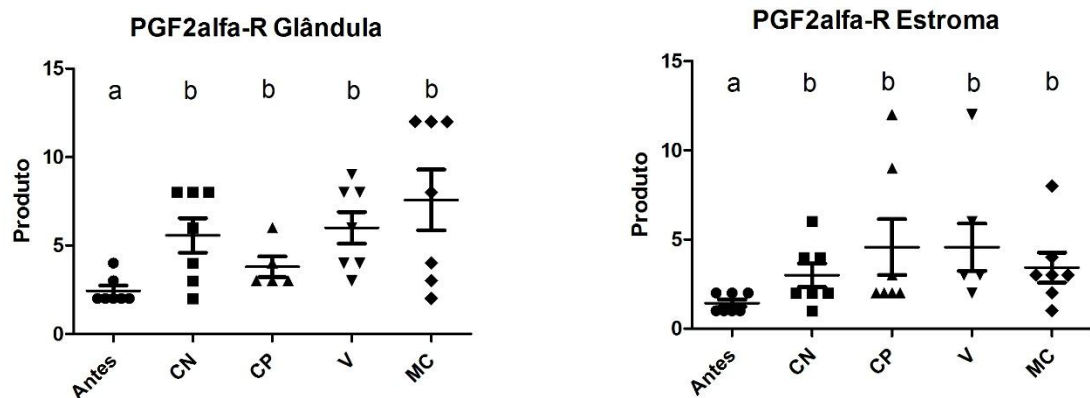 PGF2alfa-R Glândula
15
10
5
0
Produto
a b b b b
Antes CN CP V MC
PGF2alfa-R Estroma
15
10
5
0
Produto
a b b b b
Antes CN CP V MC